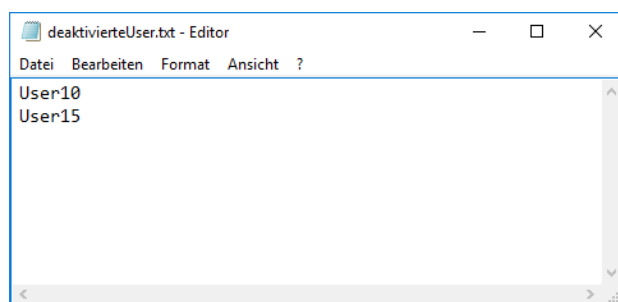 deaktivierteUser.txt - Editor
Datei Bearbeiten Format Ansicht ?
User10
User15